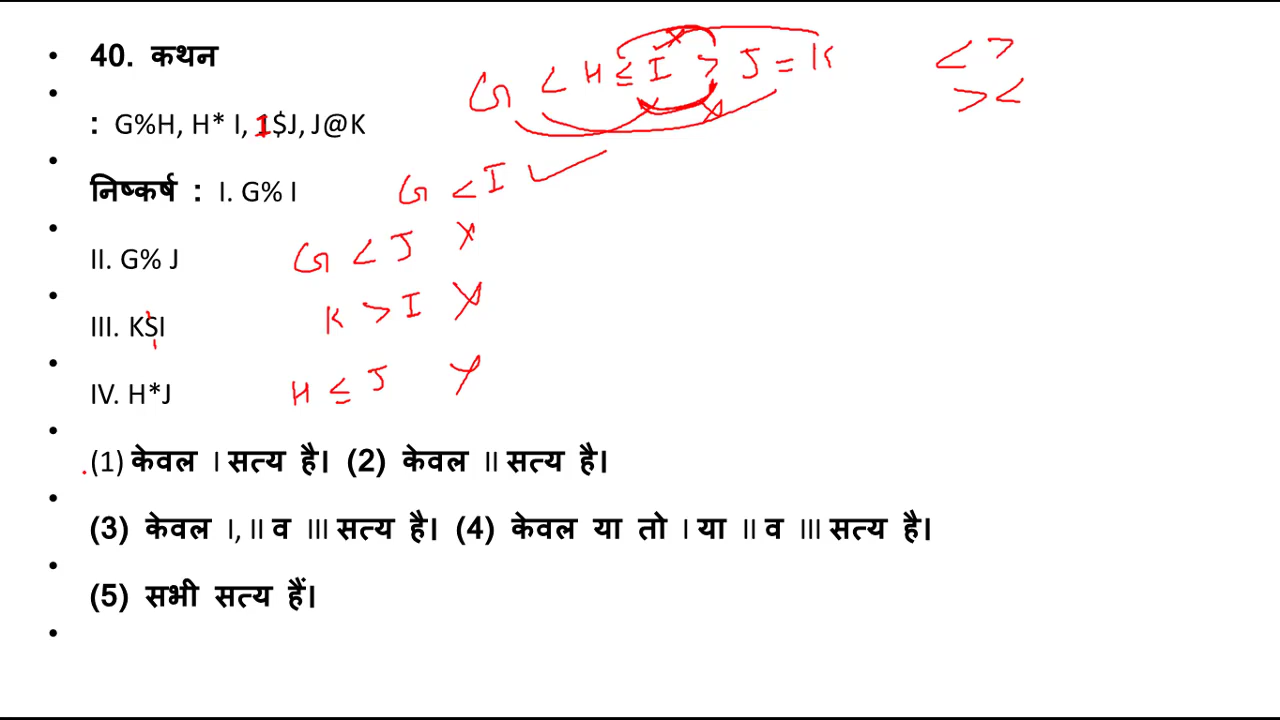 40. कथन
G < H ≤ I > J = K
< >
> <
: G%H, H* I, 1$J, J@K
निष्कर्ष : I. G% I
G < I
II. G% J
G < J
III. K$I
K > I
IV. H*J
H ≤ J
(1) केवल I सत्य है। (2) केवल II सत्य है।
(3) केवल I, II व III सत्य है। (4) केवल या तो I या II व III सत्य है।
(5) सभी सत्य हैं।